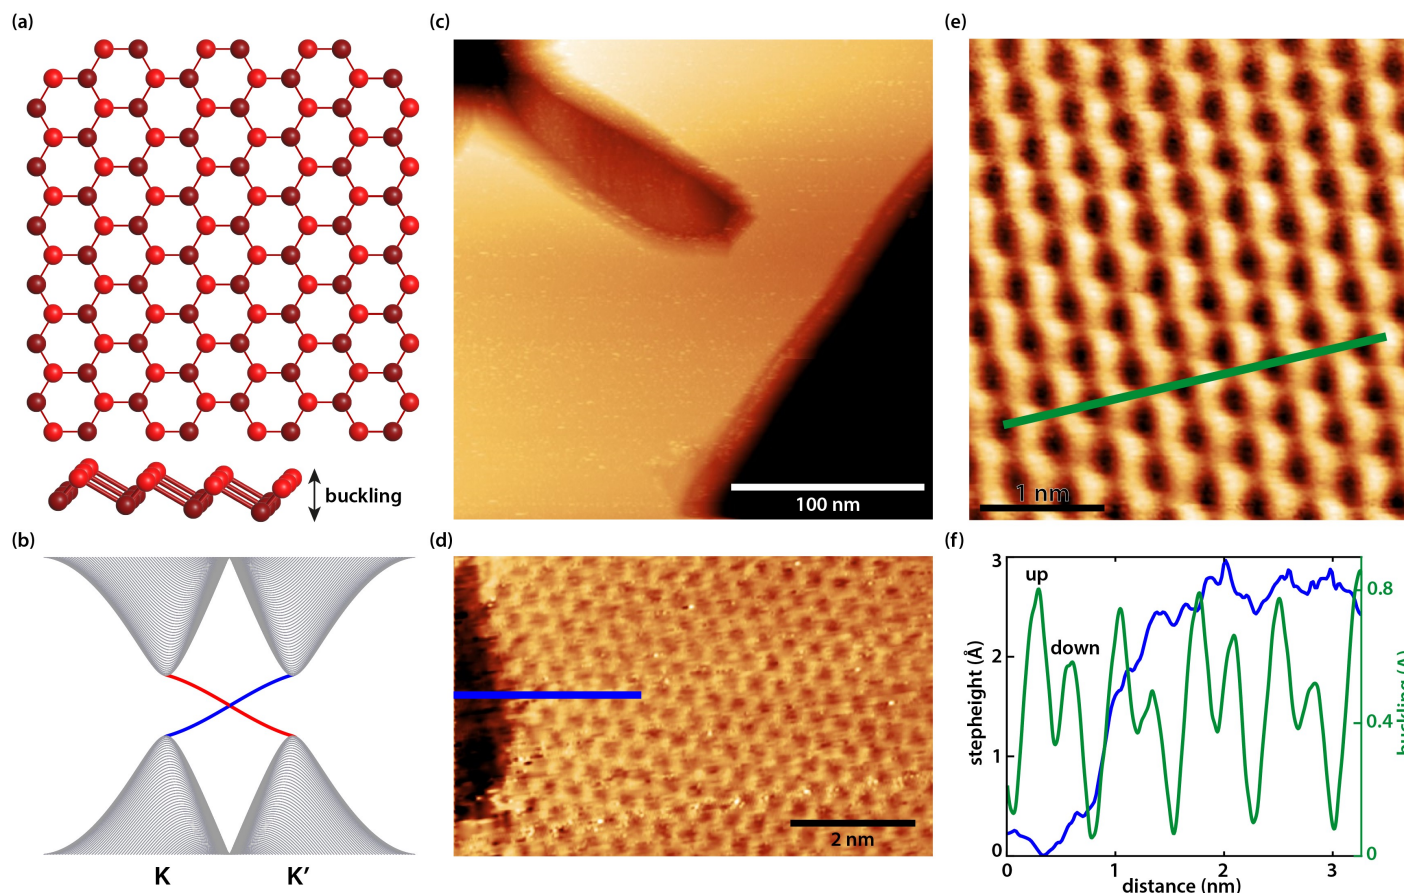 (a)
buckling
(b)
K
K′
(c)
100 nm
(d)
2 nm
(e)
1 nm
(f)
up
down
stepheight (Å)
3
2
1
0
0
1
2
3
distance (nm)
0.8
0.4
0
buckling (Å)